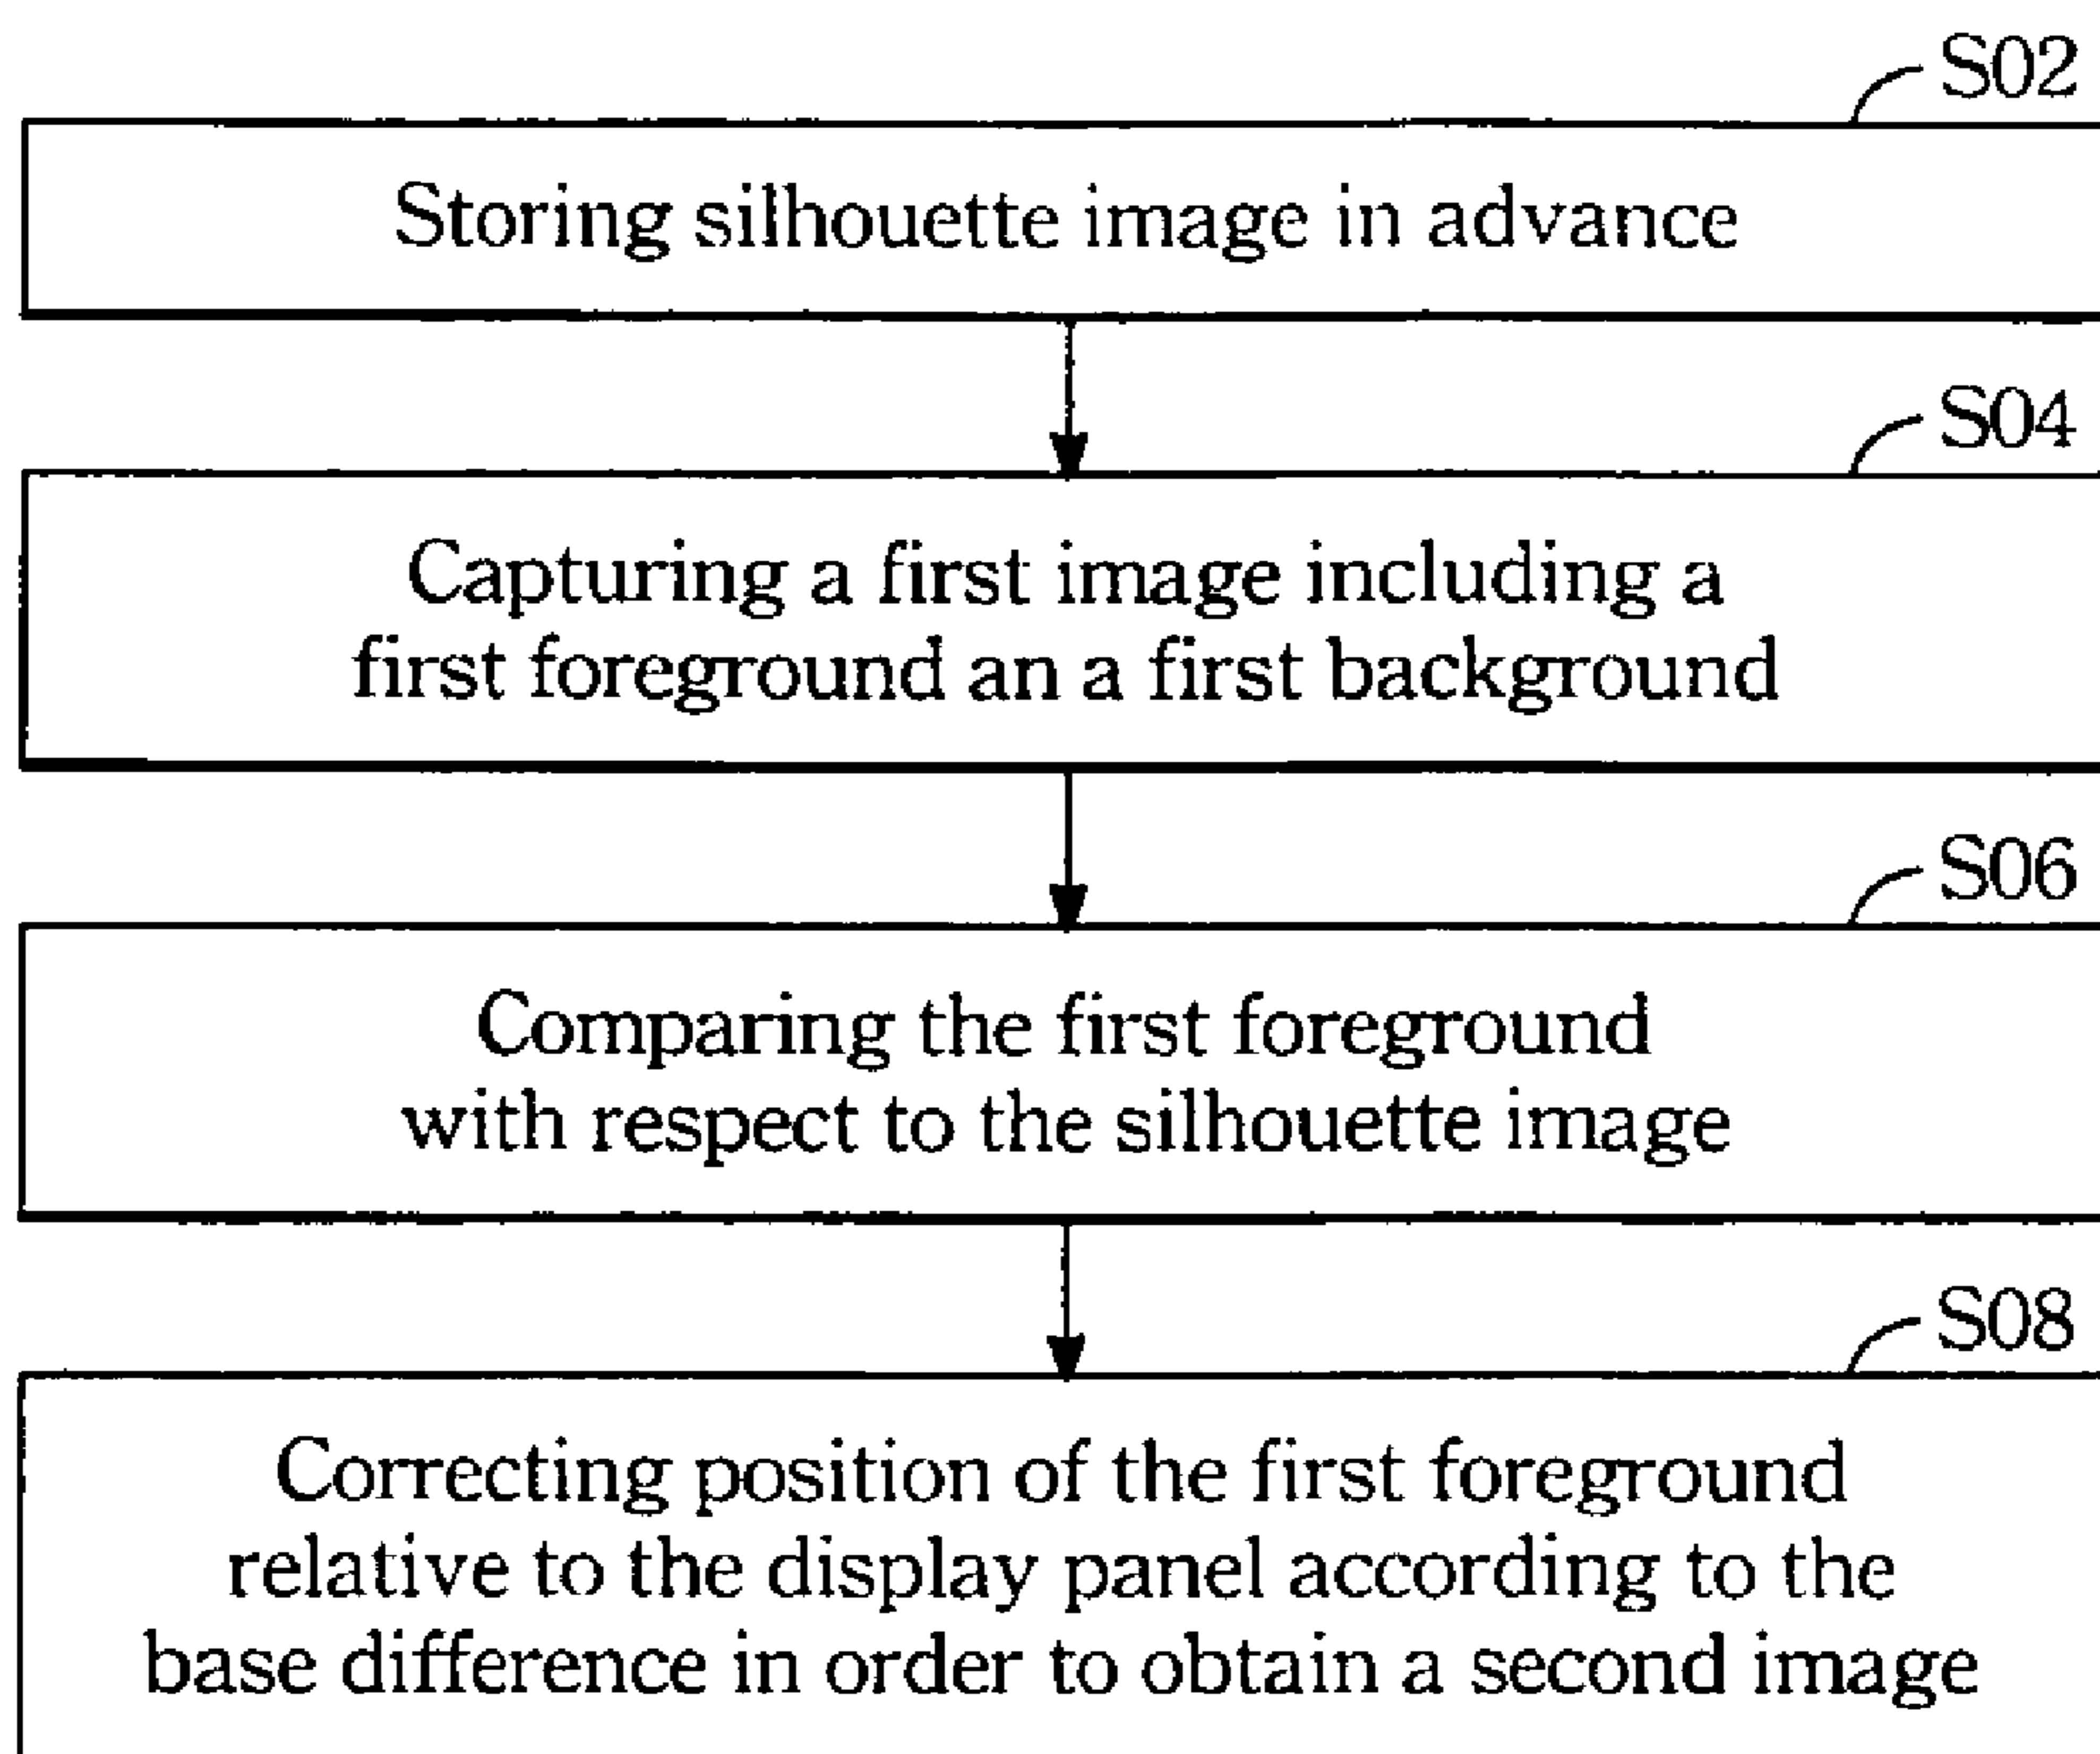 S02
Storing silhouette image in advance
S04
Capturing a first image including a
first foreground an a first background
S06
Comparing the first foreground
with respect to the silhouette image
S08
Correcting position of the first foreground
relative to the display panel according to the
base difference in order to obtain a second image